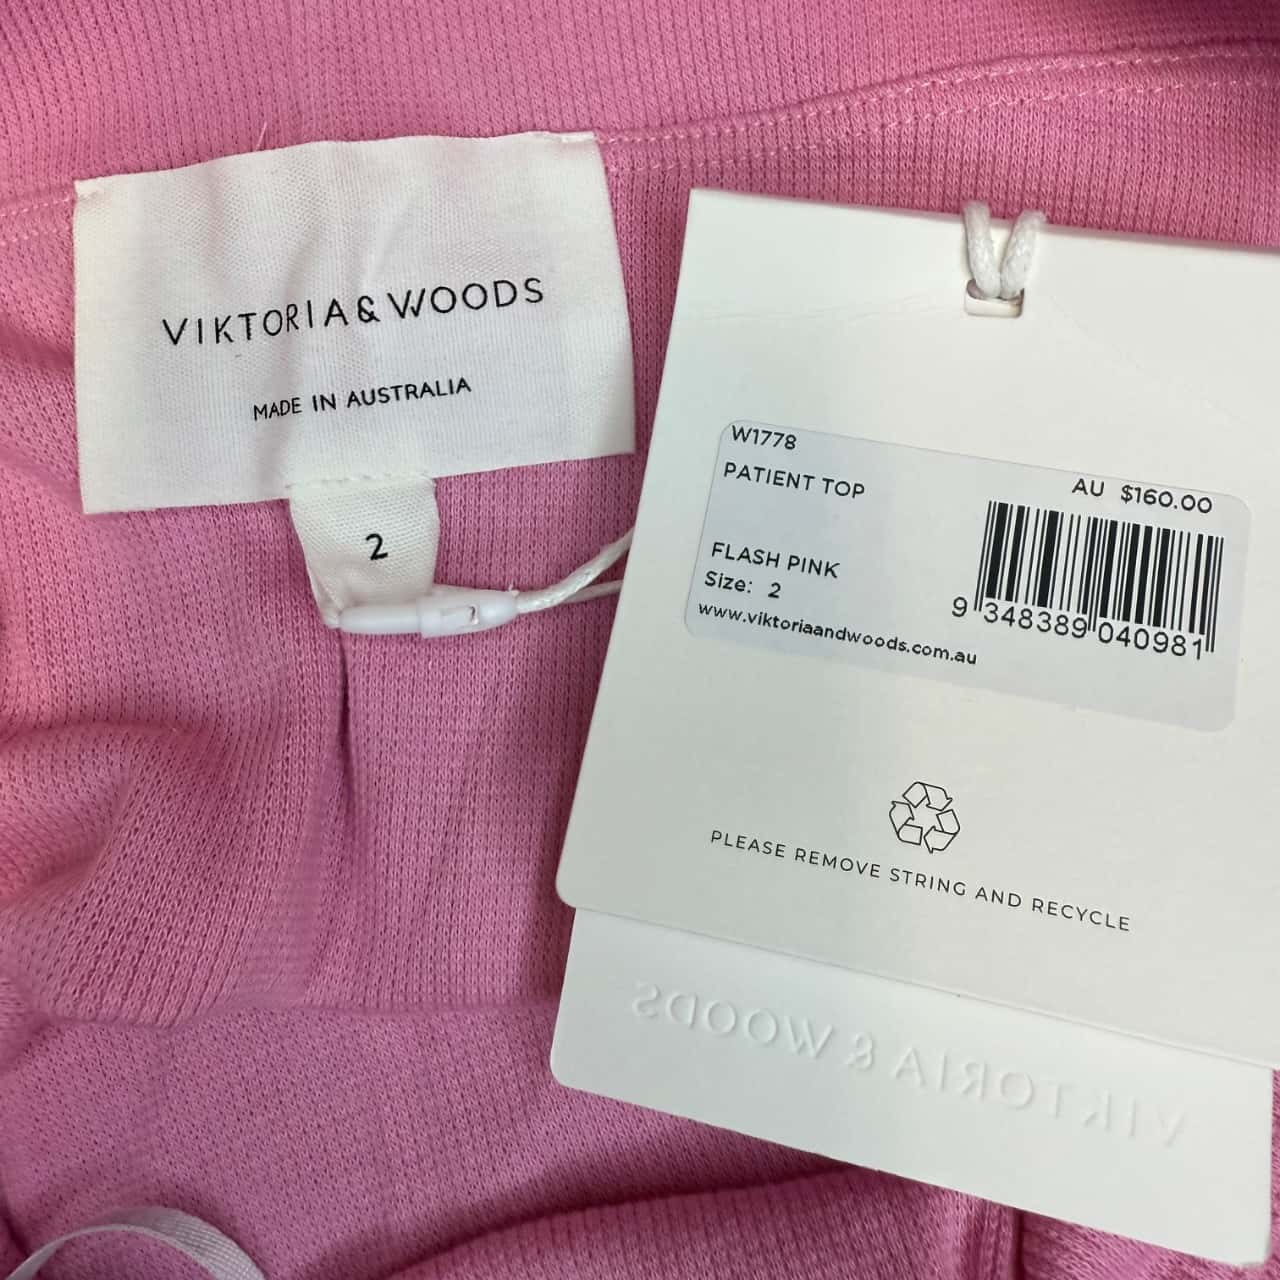 VIKTORIA & WOODS
MADE IN AUSTRALIA
2
W1778
PATIENT TOP
AU $160.00
FLASH PINK
Size: 2
www.viktoriaandwoods.com.au
9 348389 040981
PLEASE REMOVE STRING AND RECYCLE
VIKTORIA & WOODS